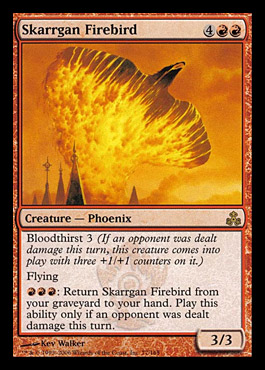 Skarrgan Firebird 4
Creature — Phoenix
Bloodthirst 3 (If an opponent was dealt
damage this turn, this creature comes into
play with three +1/+1 counters on it.)
Flying
: Return Skarrgan Firebird from
your graveyard to your hand. Play this
ability only if an opponent was dealt
damage this turn.
Kev Walker
3/3